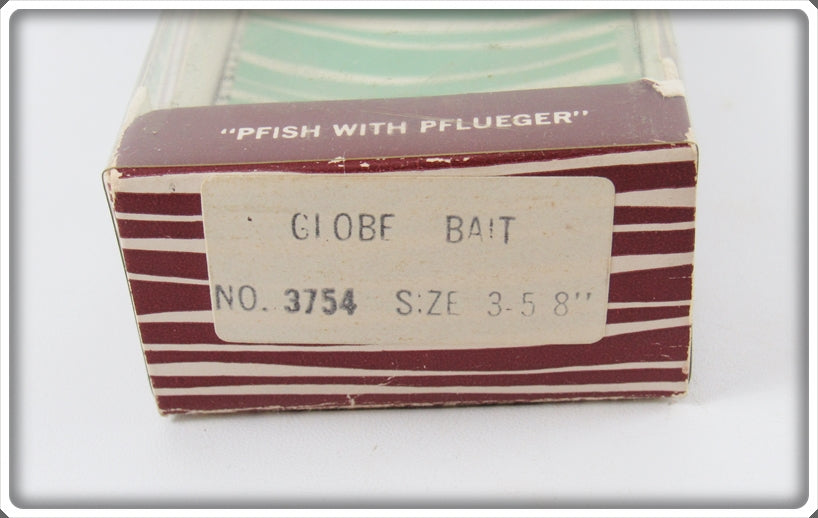 "PFISH WITH PFLUEGER"
GLOBE BAIT
NO. 3754 SIZE 3-5 8"